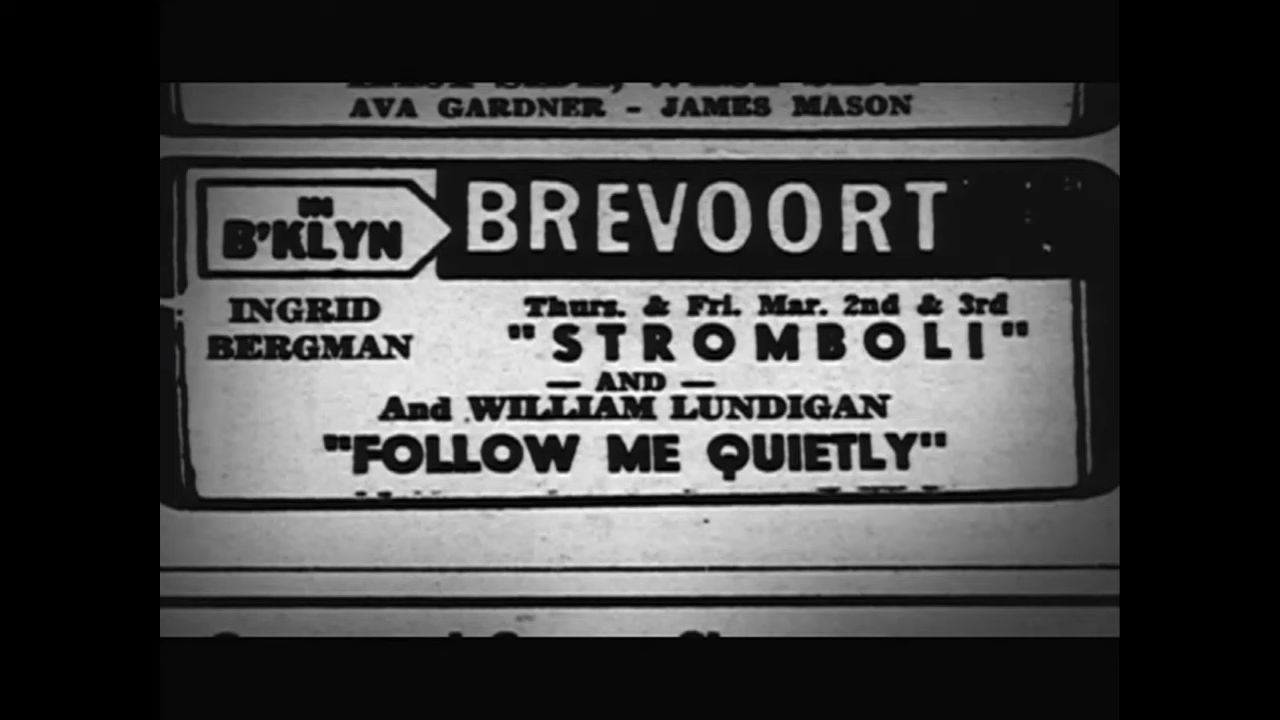 AVA GARDNER - JAMES MASON
IN
B'KLYN
BREVOORT
INGRID
BERGMAN
Thurs. & Fri. Mar. 2nd & 3rd
"STROMBOLI"
— AND —
And WILLIAM LUNDIGAN
"FOLLOW ME QUIETLY"